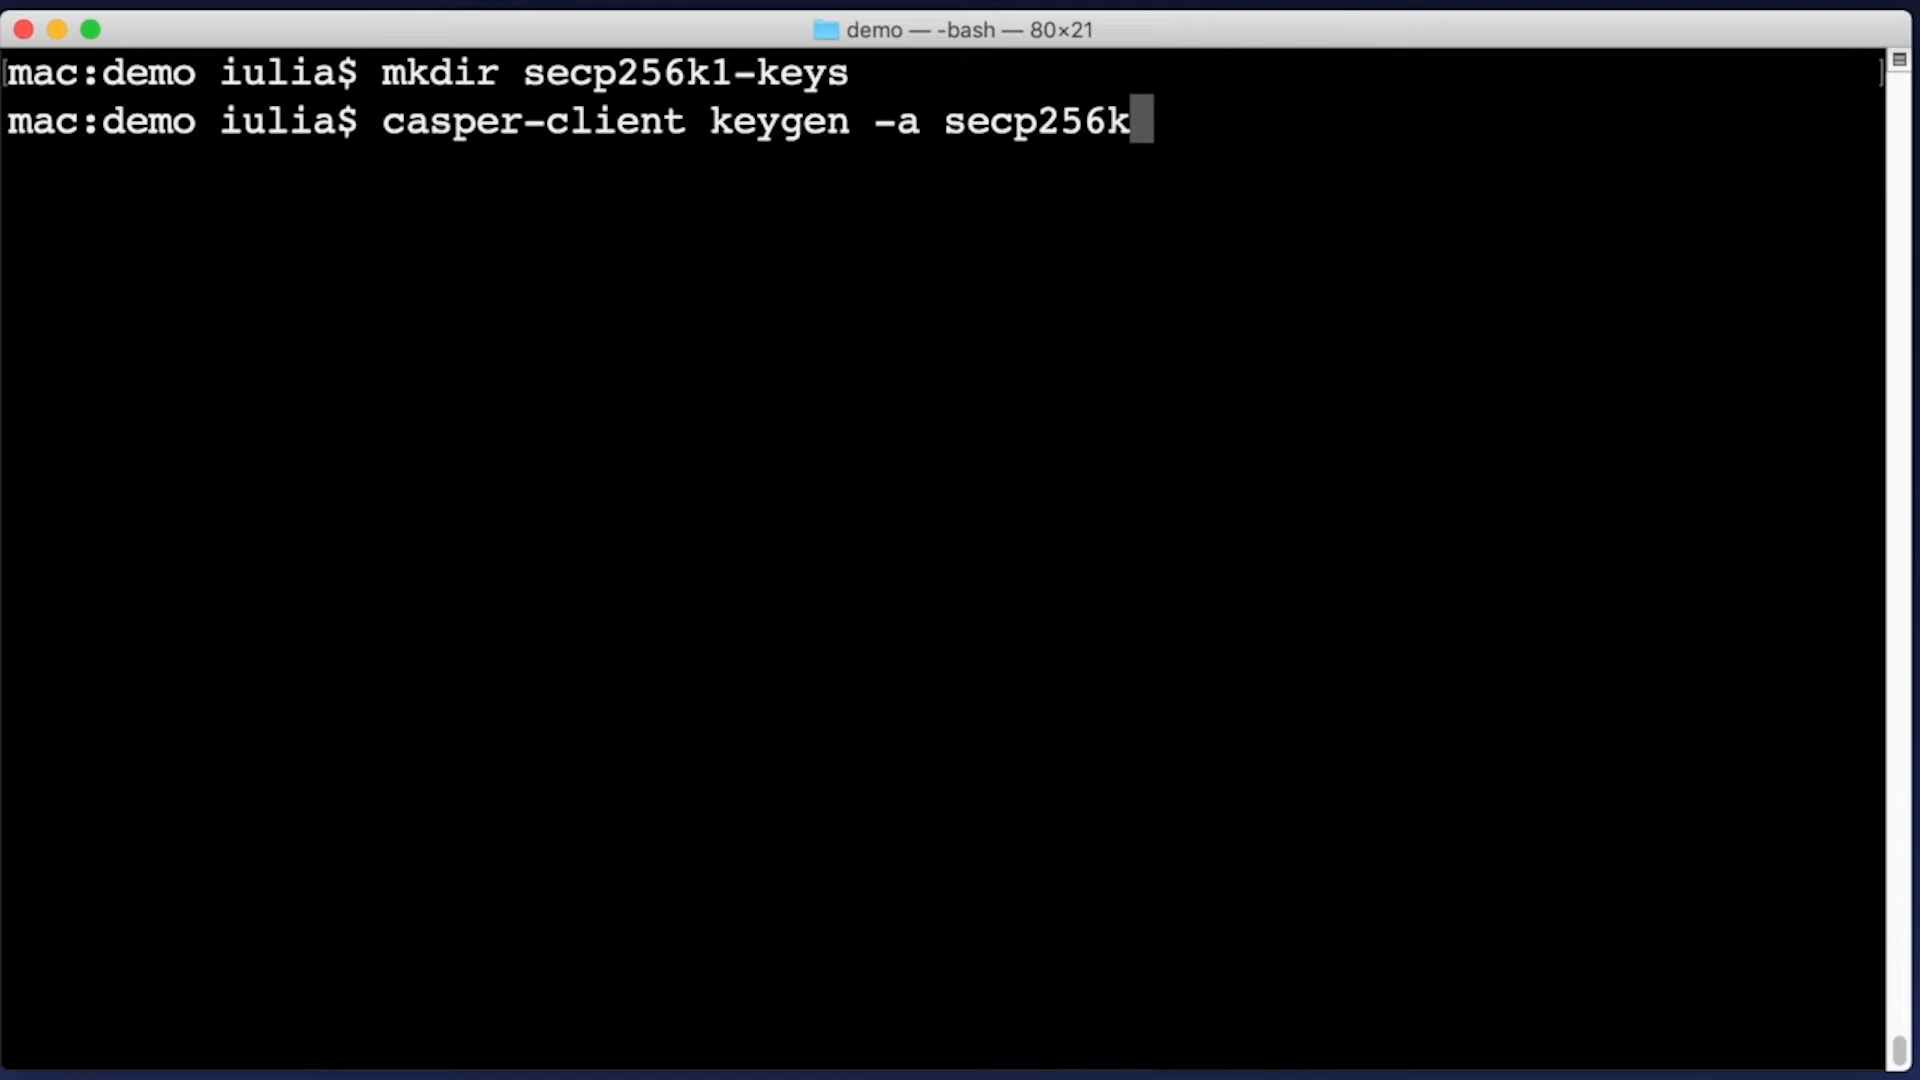 demo — -bash — 80×21
mac:demo iulia$ mkdir secp256k1-keys
mac:demo iulia$ casper-client keygen -a secp256k